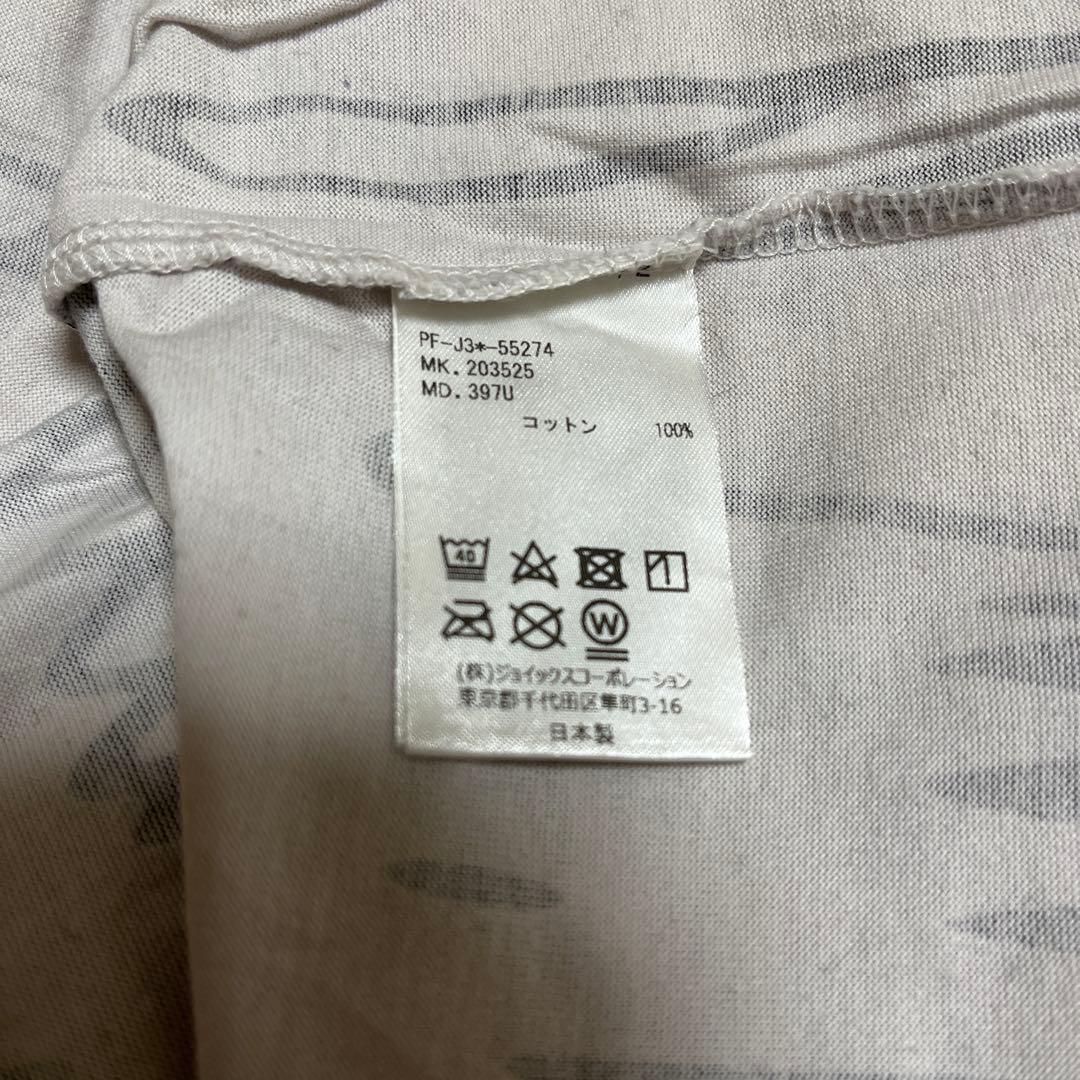 PF-J3*-55274
MK.203525
MD.397U
コットン 100%
40
W
(株)ジョイックスコーポレーション
東京都千代田区隼町3-16
日本製